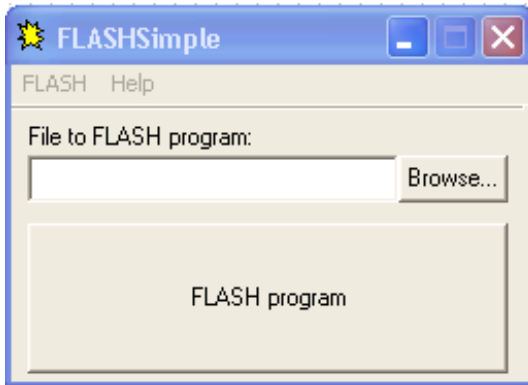 FLASHSimple
FLASH Help
File to FLASH program:
Browse...
FLASH program